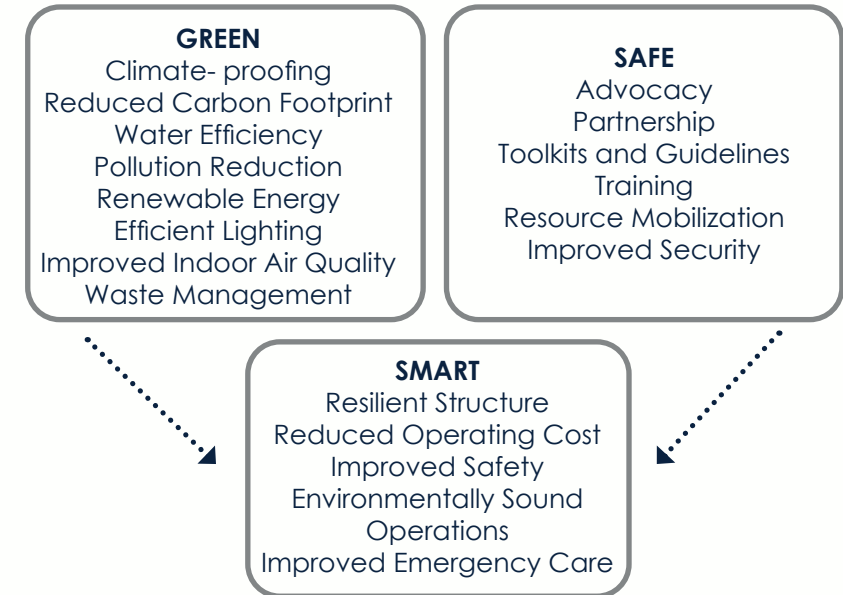 GREEN
Climate- proofing
Reduced Carbon Footprint
Water Efficiency
Pollution Reduction
Renewable Energy
Efficient Lighting
Improved Indoor Air Quality
Waste Management
SAFE
Advocacy
Partnership
Toolkits and Guidelines
Training
Resource Mobilization
Improved Security
SMART
Resilient Structure
Reduced Operating Cost
Improved Safety
Environmentally Sound
Operations
Improved Emergency Care